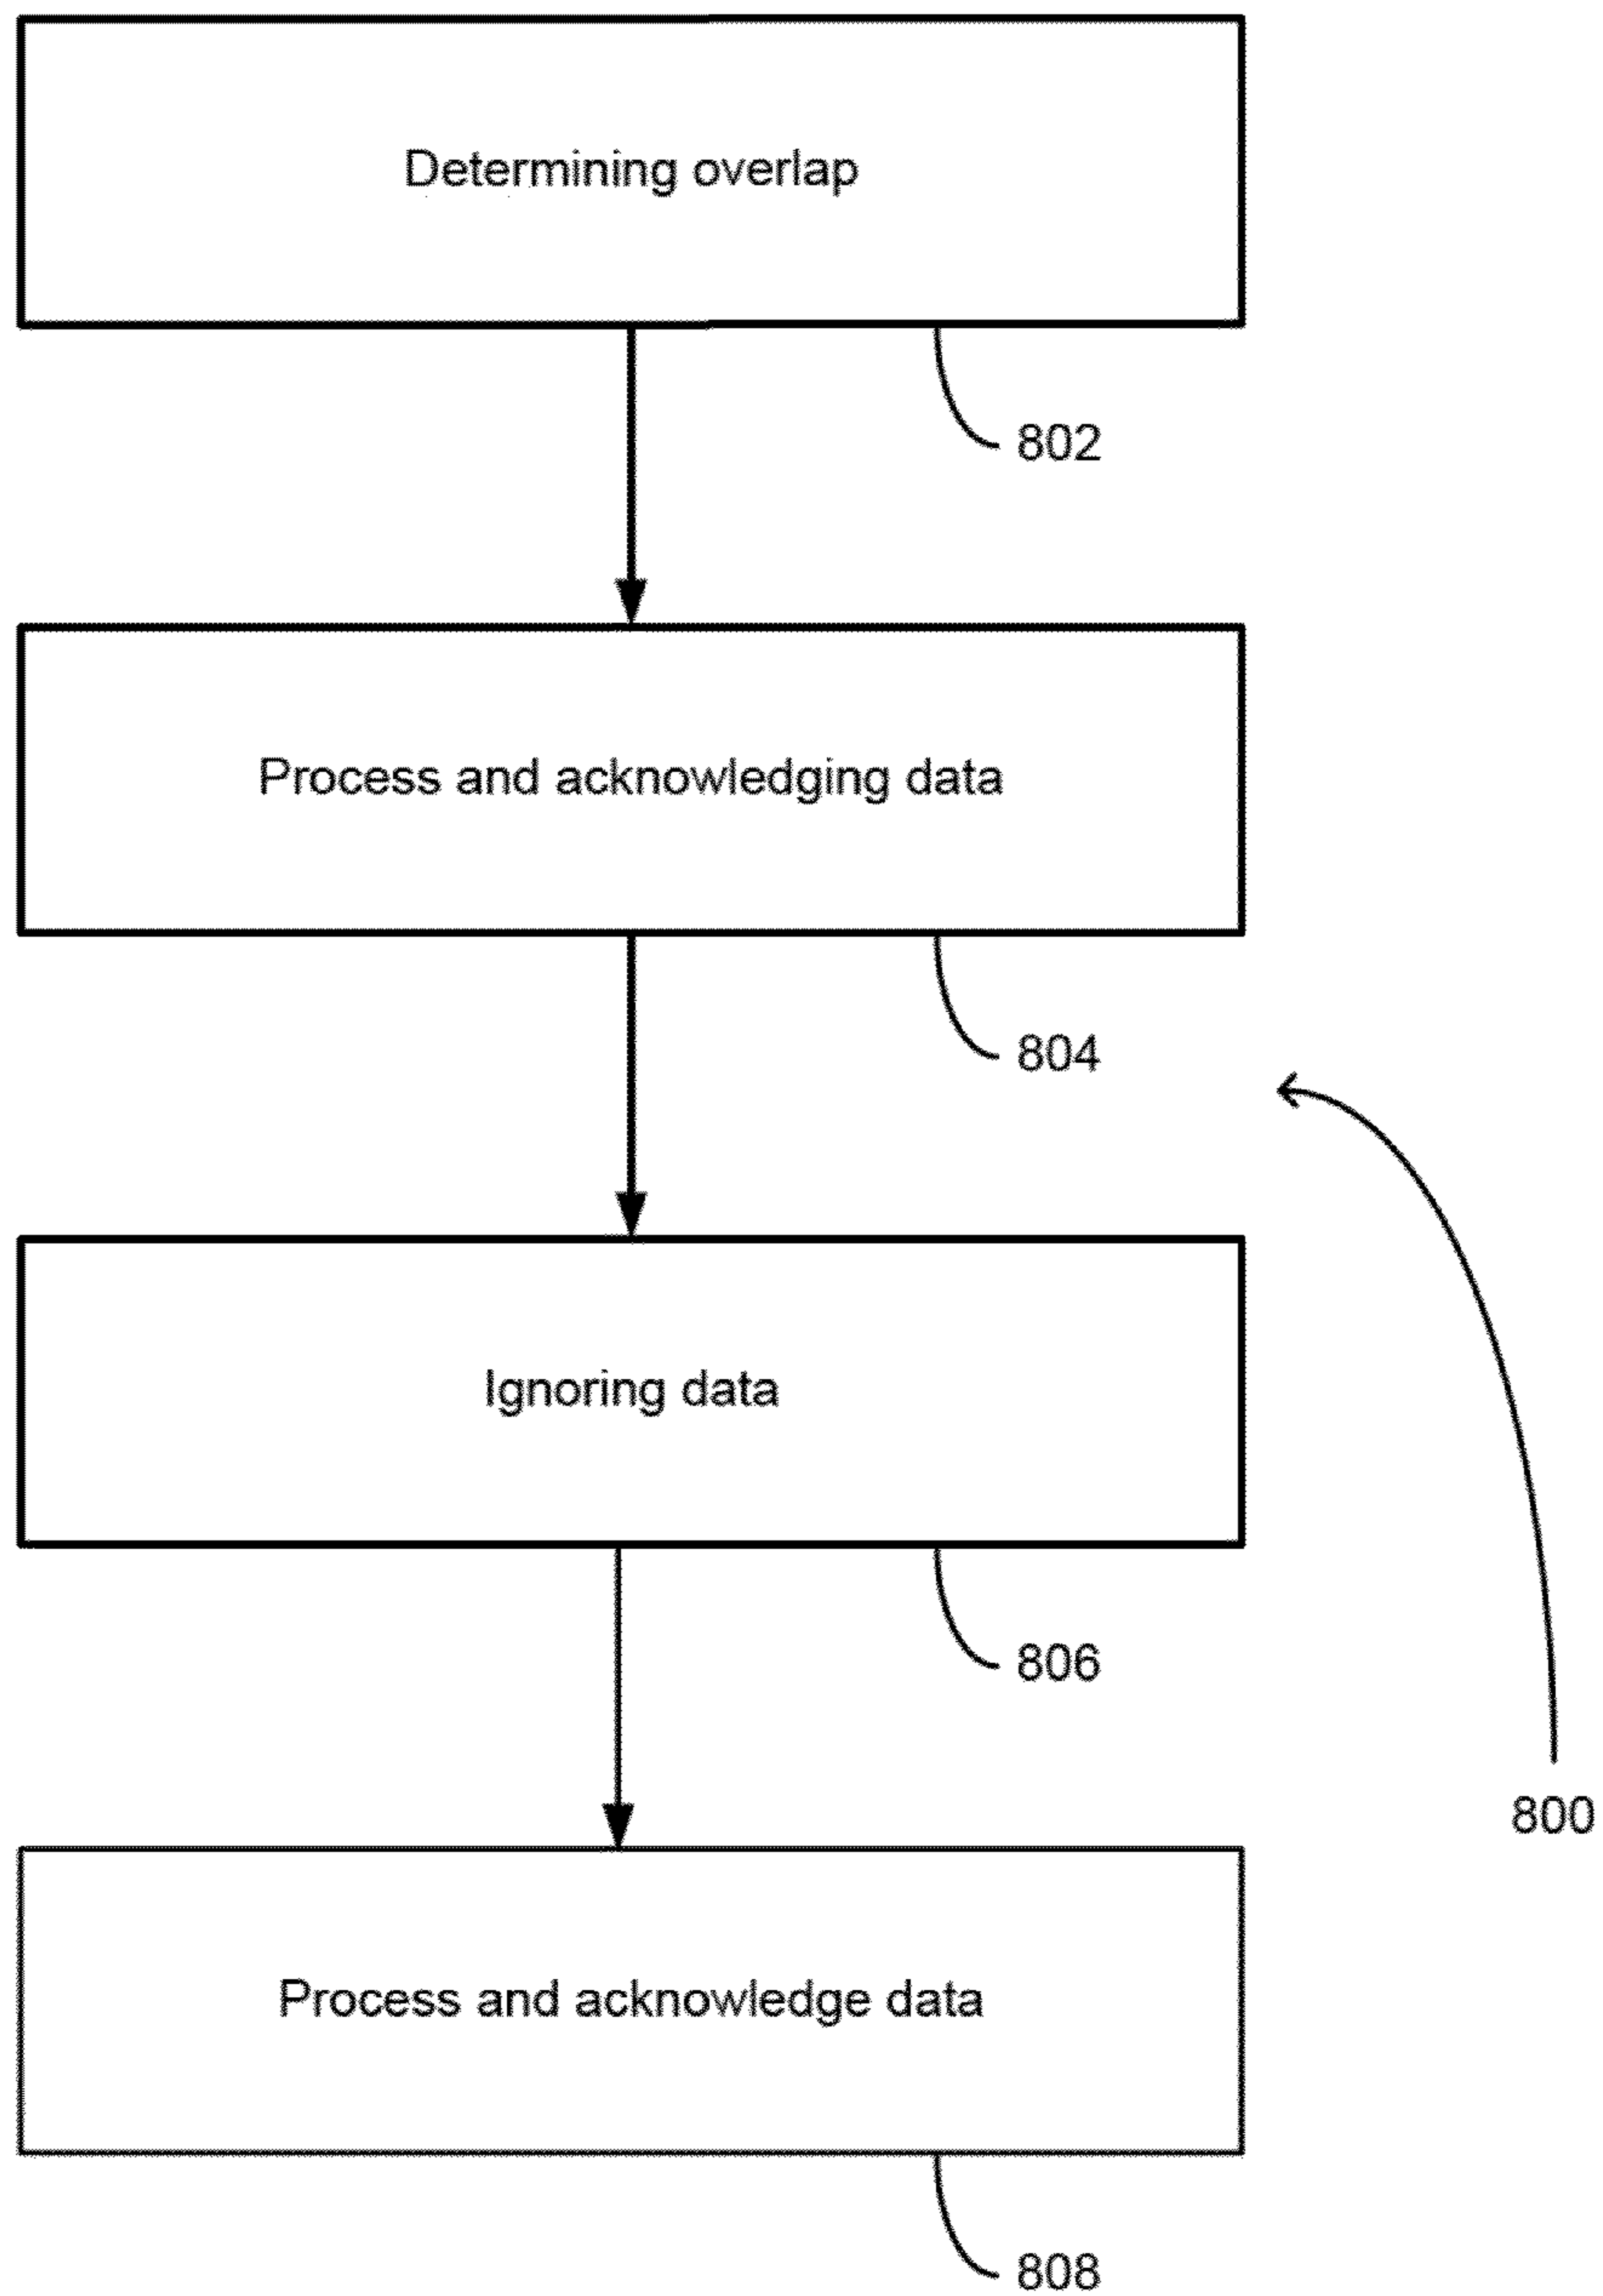 Determining overlap
802
Process and acknowledging data
804
Ignoring data
806
800
Process and acknowledge data
808